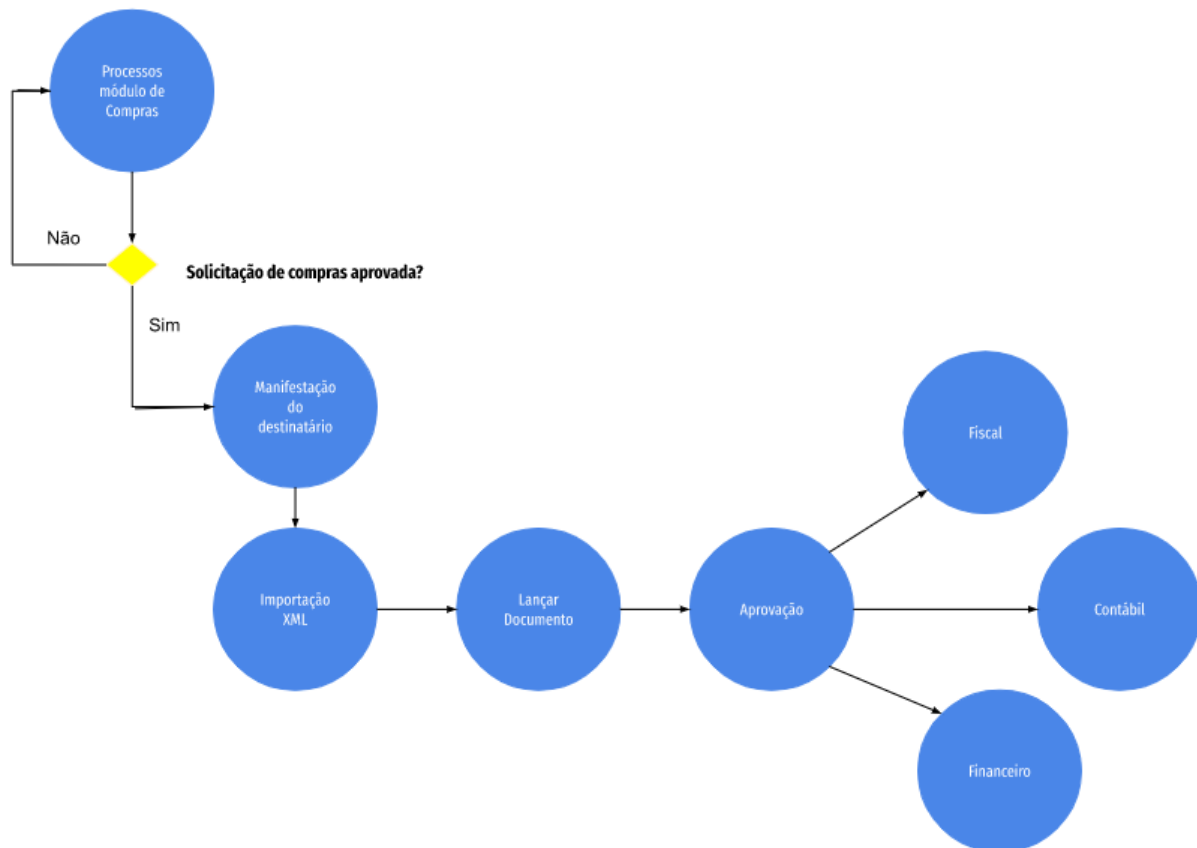 Processos
módulo de
Compras
Não
Solicitação de compras aprovada?
Sim
Manifestação
do
destinatário
Fiscal
Importação
XML
Lançar
Documento
Aprovação
Contábil
Financeiro